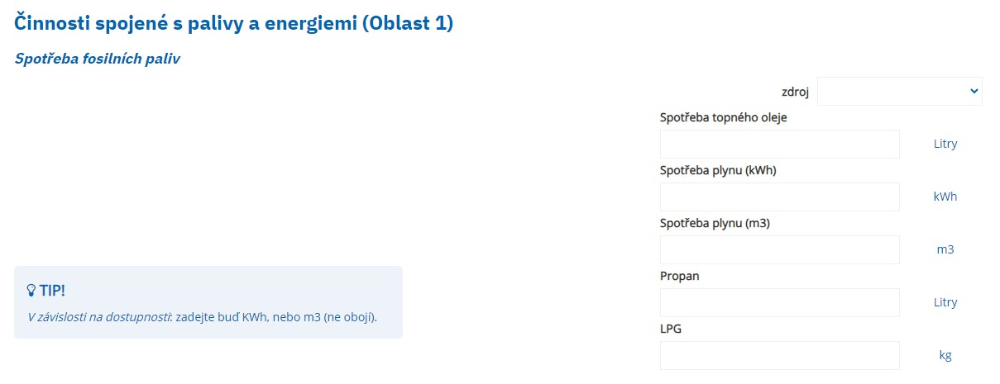 Činnosti spojené s palivy a energiemi (Oblast 1)
Spotřeba fosilních paliv
zdroj
Spotřeba topného oleje
Litry
Spotřeba plynu (kWh)
kWh
Spotřeba plynu (m3)
m3
Propan
Litry
LPG
kg
TIP!
V závislosti na dostupnosti: zadejte buď KWh, nebo m3 (ne obojí).